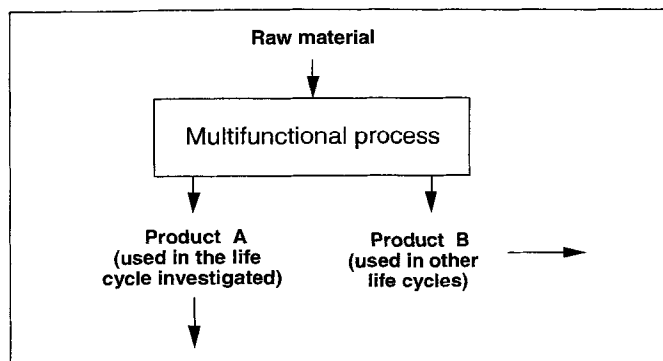 Raw material
Multifunctional process
Product A
(used in the life
cycle investigated)
Product B
(used in other
life cycles)